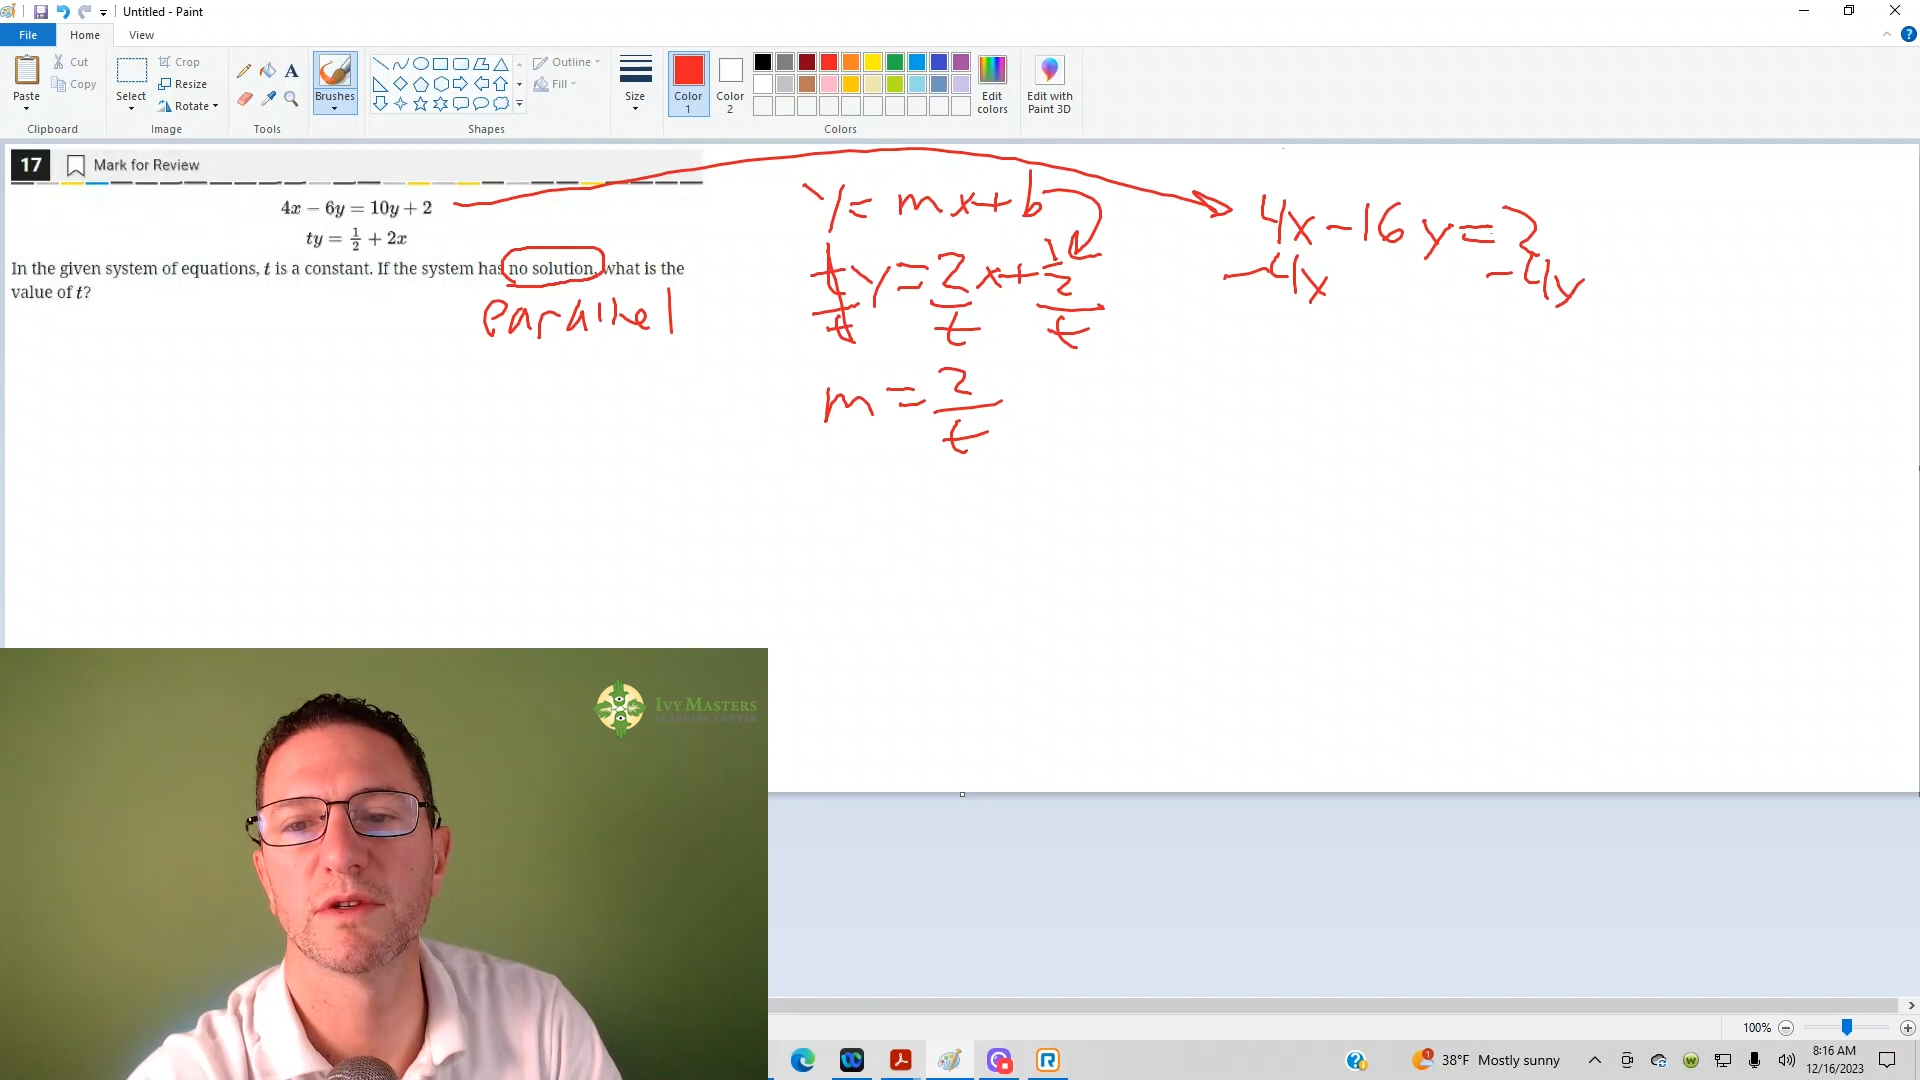 Untitled - Paint
File
Home
View
Paste
Cut
Copy
Clipboard
Select
Crop
Resize
Rotate
Image
Tools
Brushes
Shapes
Outline
Fill
Size
Color 1
Color 2
Colors
Edit colors
Edit with Paint 3D
17 Mark for Review
4x − 6y = 10y + 2
ty = 1/2 + 2x
In the given system of equations, t is a constant. If the system has no solution, what is the
value of t?
parallel
y = mx+b
ty = 2x + 1/2
t t t
m = 2/t
4x - 16y = 2
-4x -4y
IVY MASTERS
LEARNING CENTER
100%
38°F Mostly sunny
8:16 AM
12/16/2023